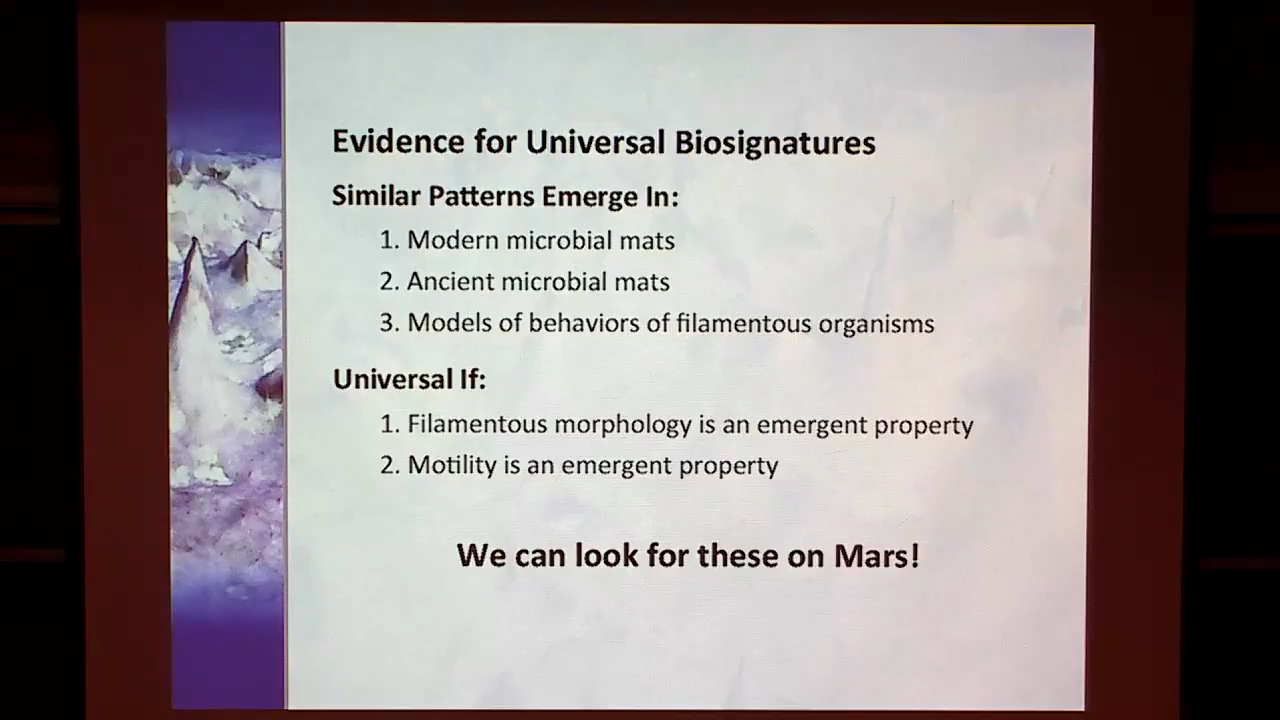 Evidence for Universal Biosignatures
Similar Patterns Emerge In:
1. Modern microbial mats
2. Ancient microbial mats
3. Models of behaviors of filamentous organisms
Universal If:
1. Filamentous morphology is an emergent property
2. Motility is an emergent property
We can look for these on Mars!